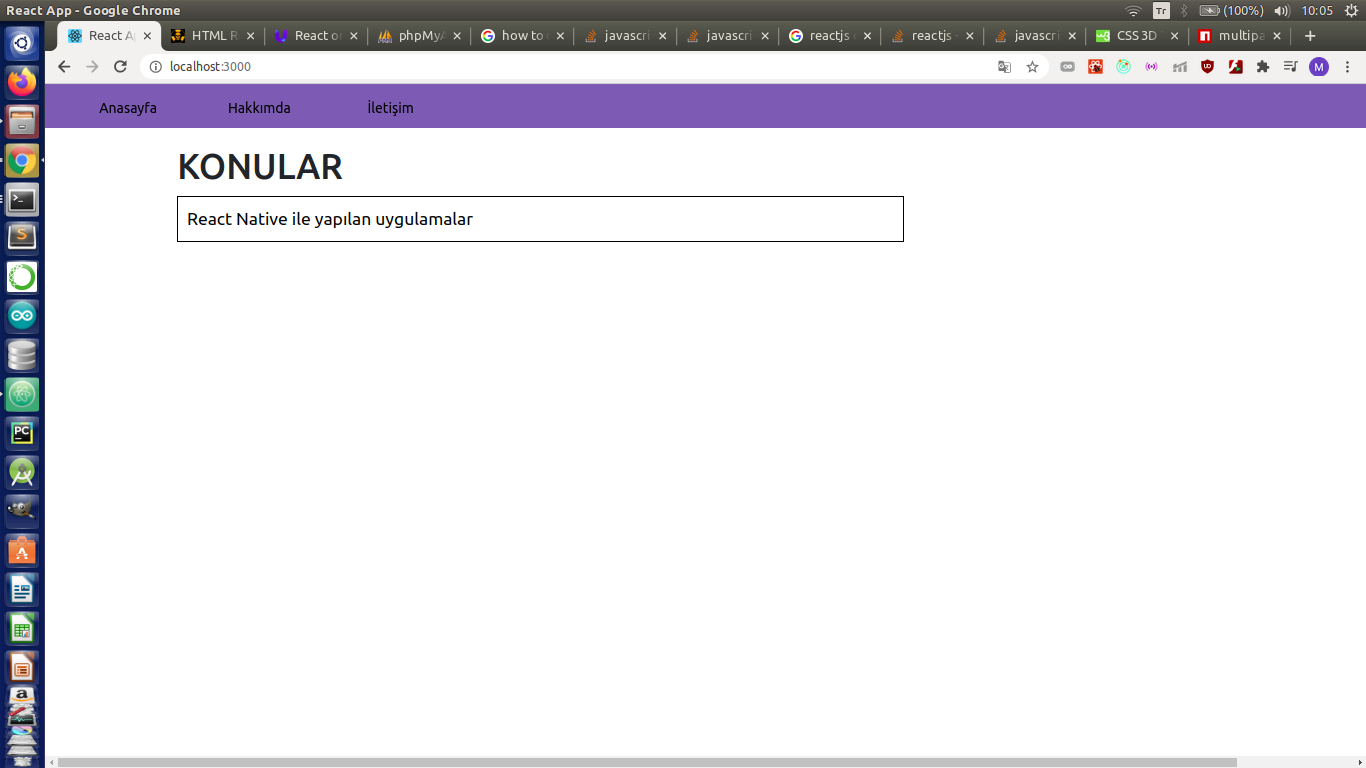 React App - Google Chrome
Tr
(100%)
10:05
React A
HTML R
React or
phpMyA
how to
javascri
javascri
reactjs
reactjs -
javascri
CSS 3D
multipa
localhost:3000
M
Anasayfa
Hakkımda
İletişim
KONULAR
React Native ile yapılan uygulamalar